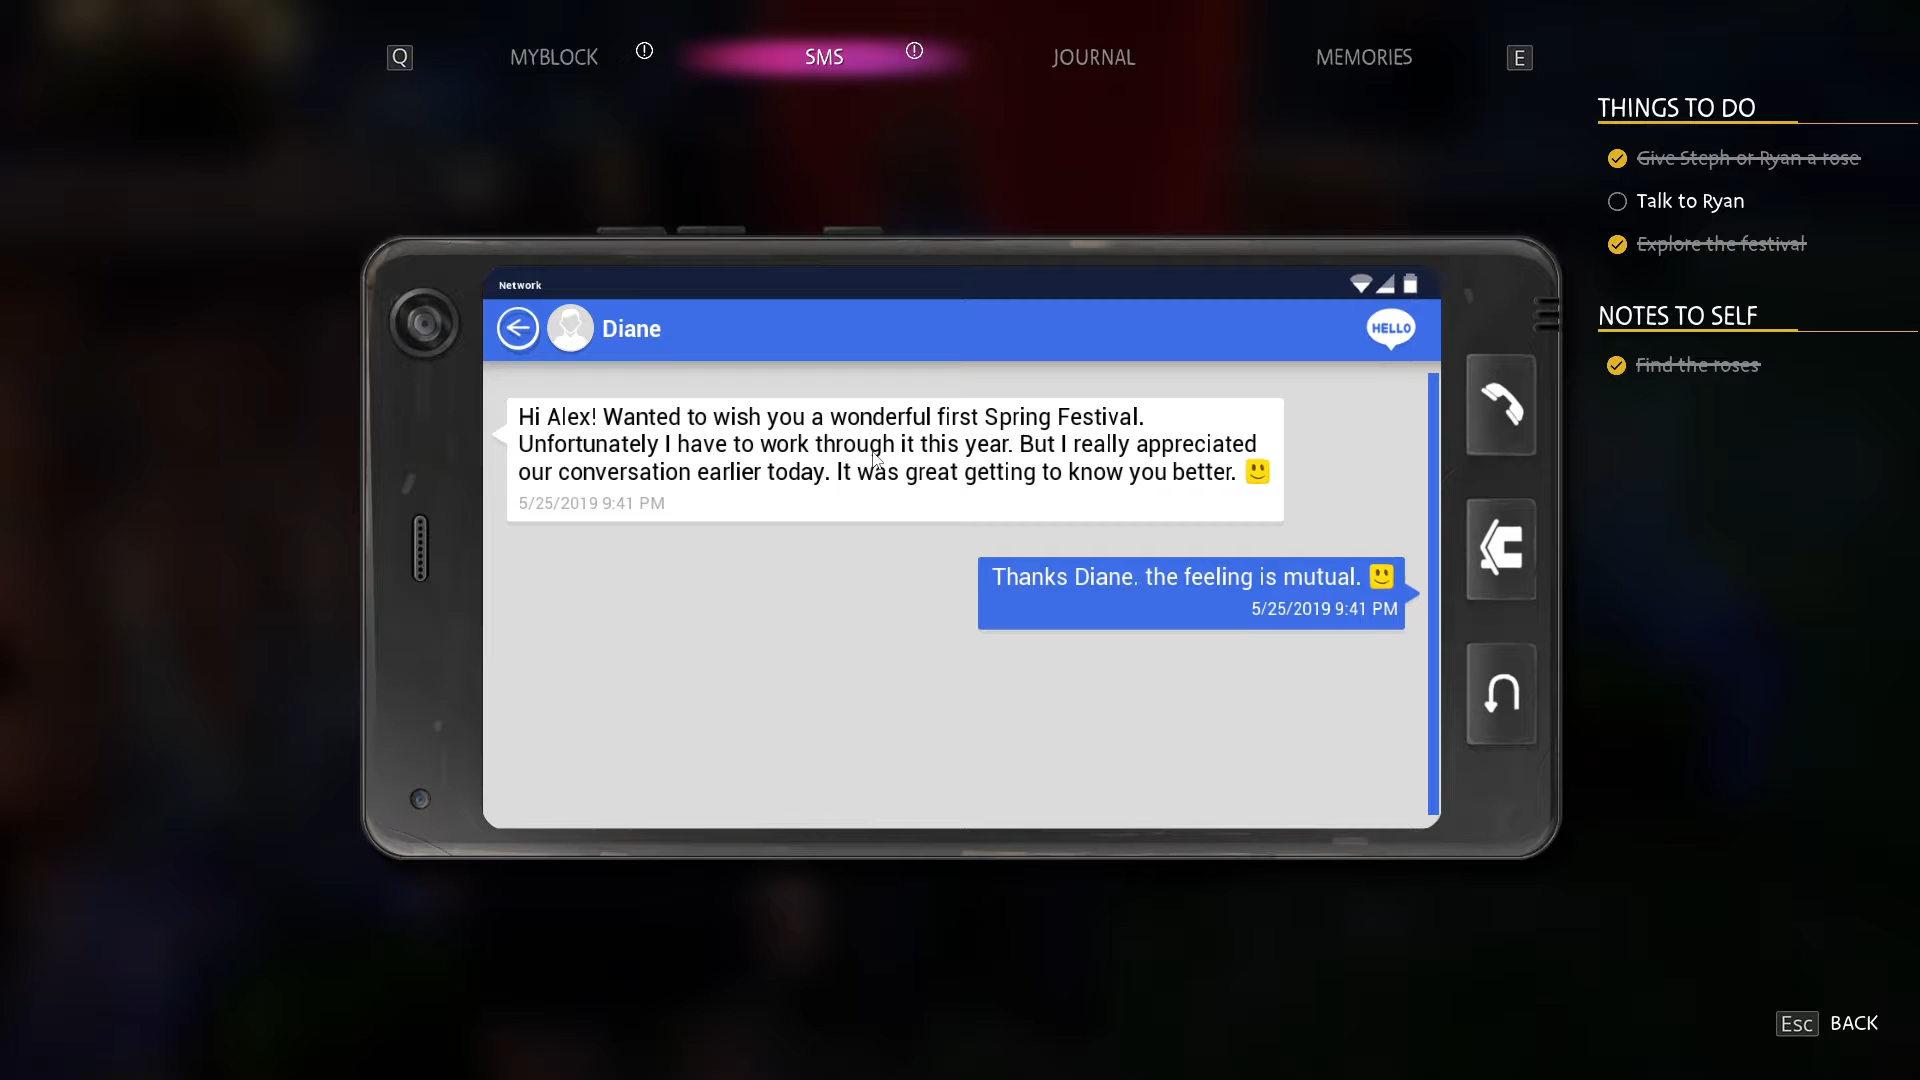 Q
MYBLOCK
SMS
JOURNAL
MEMORIES
E
THINGS TO DO
Give Steph or Ryan a rose
Talk to Ryan
Explore the festival
NOTES TO SELF
Find the roses
Network
Diane
HELLO
Hi Alex! Wanted to wish you a wonderful first Spring Festival.
Unfortunately I have to work through it this year. But I really appreciated
our conversation earlier today. It was great getting to know you better. 🙂
5/25/2019 9:41 PM
Thanks Diane. the feeling is mutual. 🙂
5/25/2019 9:41 PM
Esc BACK